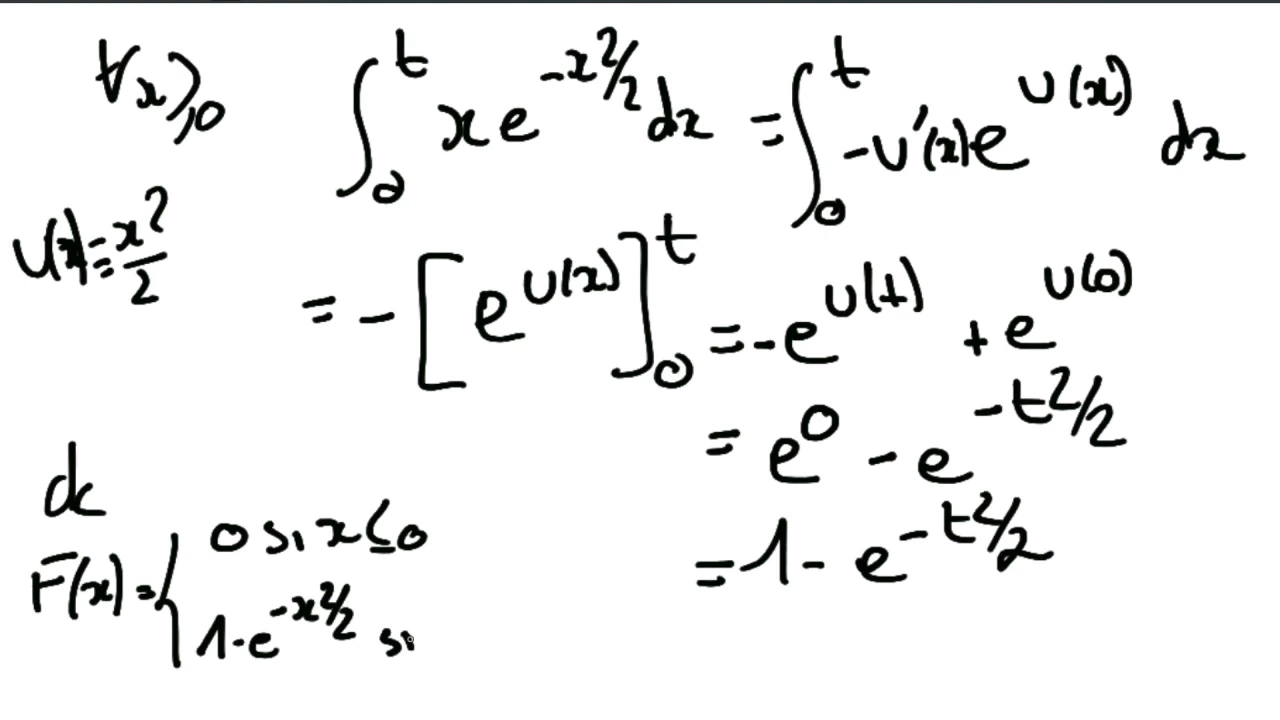 ∀x⩾0 ∫₀ᵗ x e^{-x²/2} dx = ∫₀ᵗ -U'(x) e^{U(x)} dx
U(x) = x²/2
= -[e^{U(x)}]₀ᵗ = -e^{U(t)} + e^{U(0)}
= e⁰ - e^{-t²/2}
dc
0 si x ≤ 0
= 1 - e^{-t²/2}
F(x) = {
1 - e^{-x²/2} si